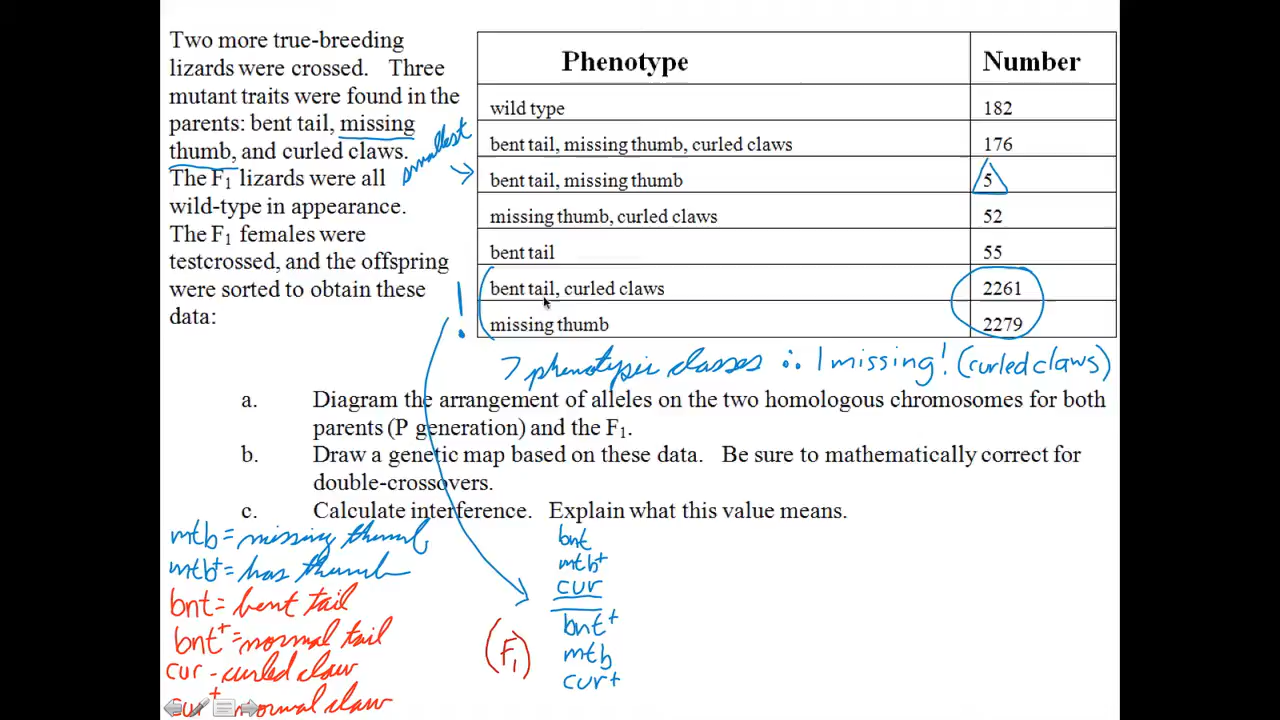 Two more true-breeding
lizards were crossed. Three
mutant traits were found in the
parents: bent tail, missing
thumb, and curled claws.
The F1 lizards were all
wild-type in appearance.
The F1 females were
testcrossed, and the offspring
were sorted to obtain these
data:
smallest
Phenotype Number
wild type 182
bent tail, missing thumb, curled claws 176
bent tail, missing thumb 5
missing thumb, curled claws 52
bent tail 55
bent tail, curled claws 2261
missing thumb 2279
!
7 phenotypic classes ∴ 1 missing! (curled claws)
a. Diagram the arrangement of alleles on the two homologous chromosomes for both
parents (P generation) and the F1.
b. Draw a genetic map based on these data. Be sure to mathematically correct for
double-crossovers.
c. Calculate interference. Explain what this value means.
mtb = missing thumb
mtb+ = has thumb
bnt = bent tail
bnt+ = normal tail
cur - curled claw
cur+ normal claw
bnt
mtb+
cur
(F1)
bnt+
mtb
cur+